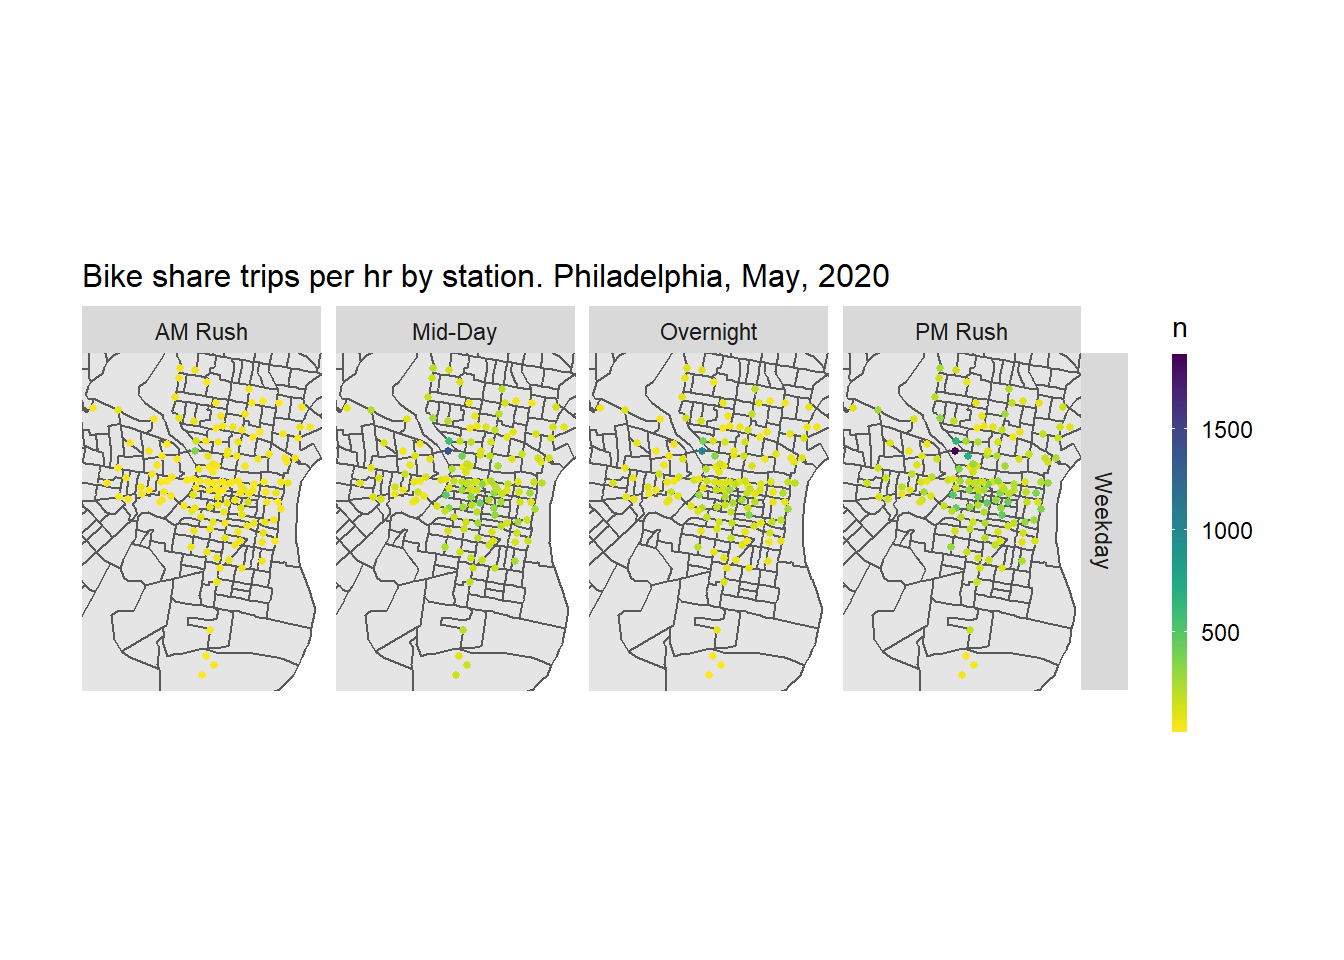 Bike share trips per hr by station. Philadelphia, May, 2020
AM Rush
Mid-Day
Overnight
PM Rush
Weekday
n
1500
1000
500